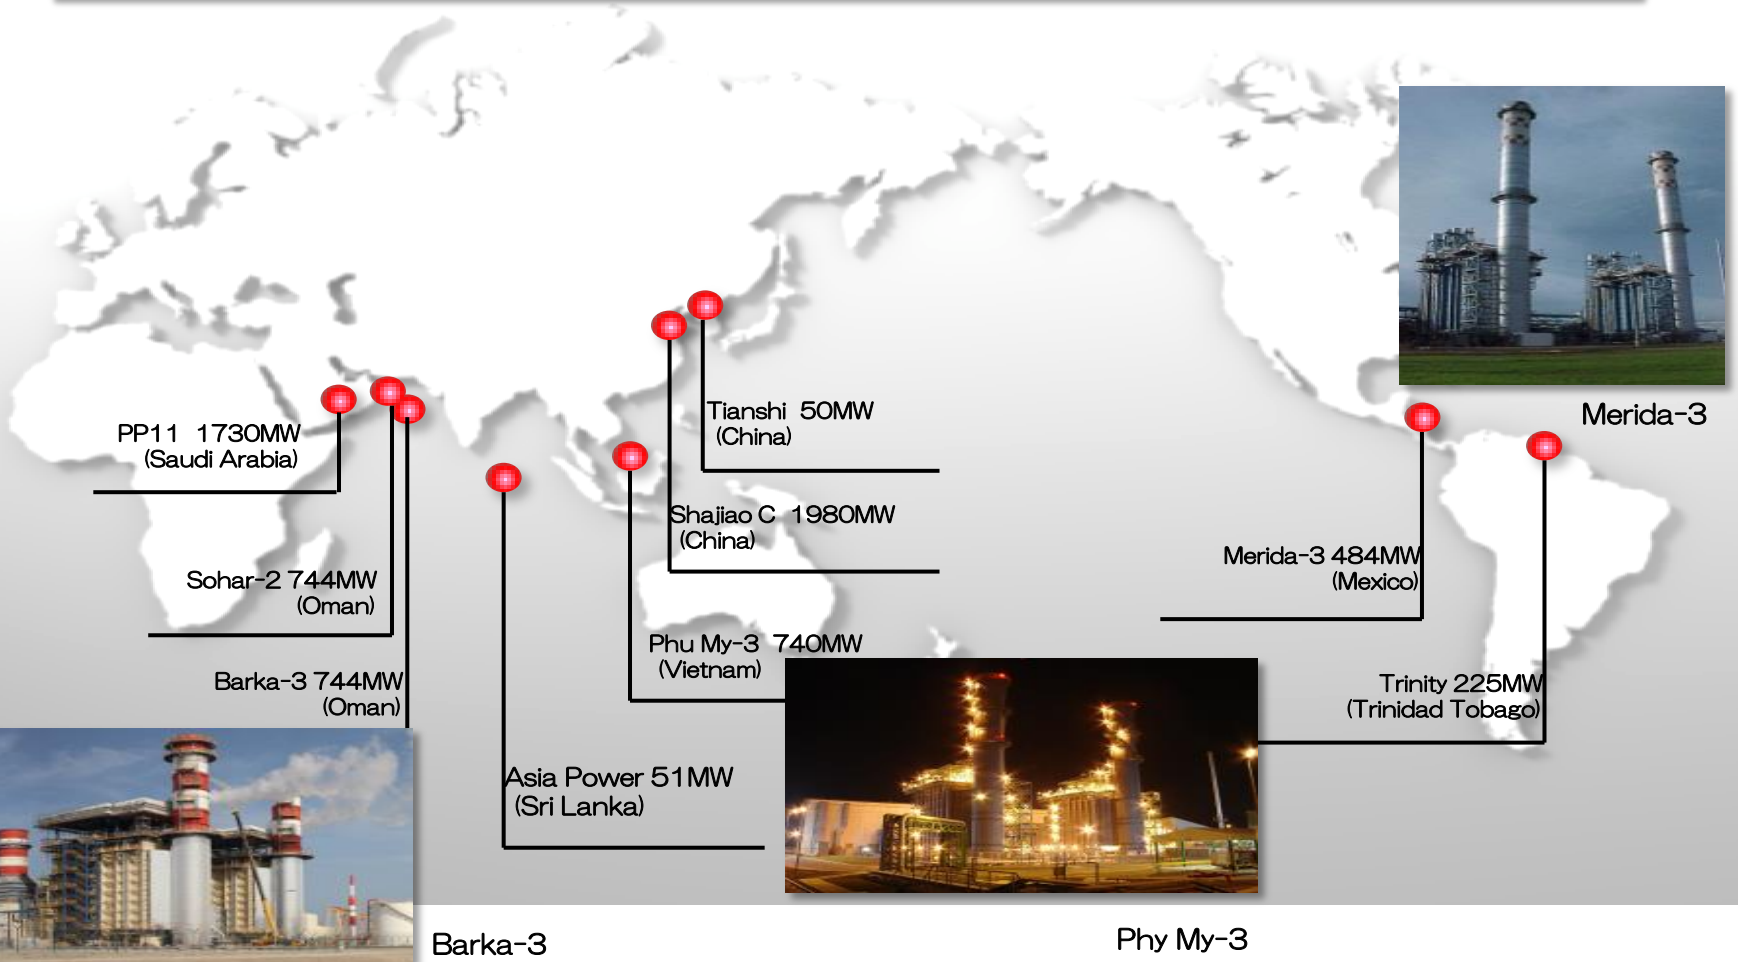 Merida-3
Tianshi 50MW
(China)
PP11 1730MW
(Saudi Arabia)
Shajiao C 1980MW
(China)
Merida-3 484MW
(Mexico)
Sohar-2 744MW
(Oman)
Phu My-3 740MW
(Vietnam)
Barka-3 744MW
(Oman)
Trinity 225MW
(Trinidad Tobago)
Asia Power 51MW
(Sri Lanka)
Barka-3
Phy My-3